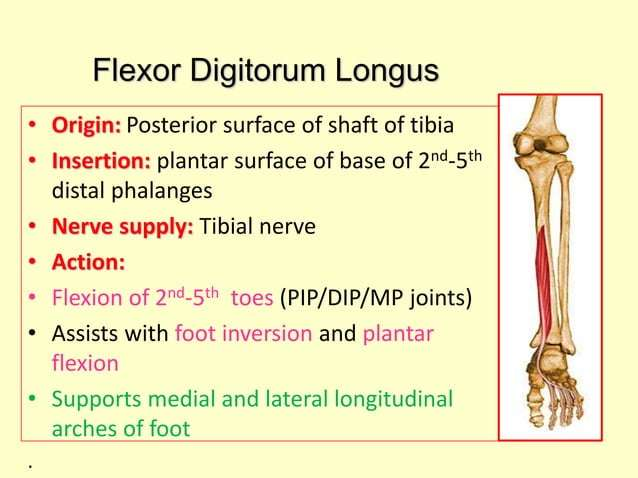 Flexor Digitorum Longus
• Origin: Posterior surface of shaft of tibia
• Insertion: plantar surface of base of 2nd-5th
distal phalanges
• Nerve supply: Tibial nerve
• Action:
• Flexion of 2nd-5th toes (PIP/DIP/MP joints)
• Assists with foot inversion and plantar
flexion
• Supports medial and lateral longitudinal
arches of foot
.